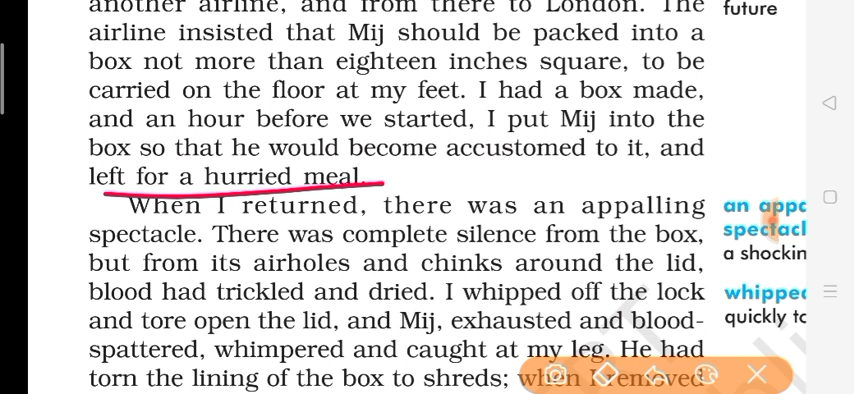 another airline, and from there to London. The
airline insisted that Mij should be packed into a
box not more than eighteen inches square, to be
carried on the floor at my feet. I had a box made,
and an hour before we started, I put Mij into the
box so that he would become accustomed to it, and
left for a hurried meal.
When I returned, there was an appalling
spectacle. There was complete silence from the box,
but from its airholes and chinks around the lid,
blood had trickled and dried. I whipped off the lock
and tore open the lid, and Mij, exhausted and blood-
spattered, whimpered and caught at my leg. He had
torn the lining of the box to shreds; when I removed
future
an appa
spectacl
a shockin
whipped
quickly to